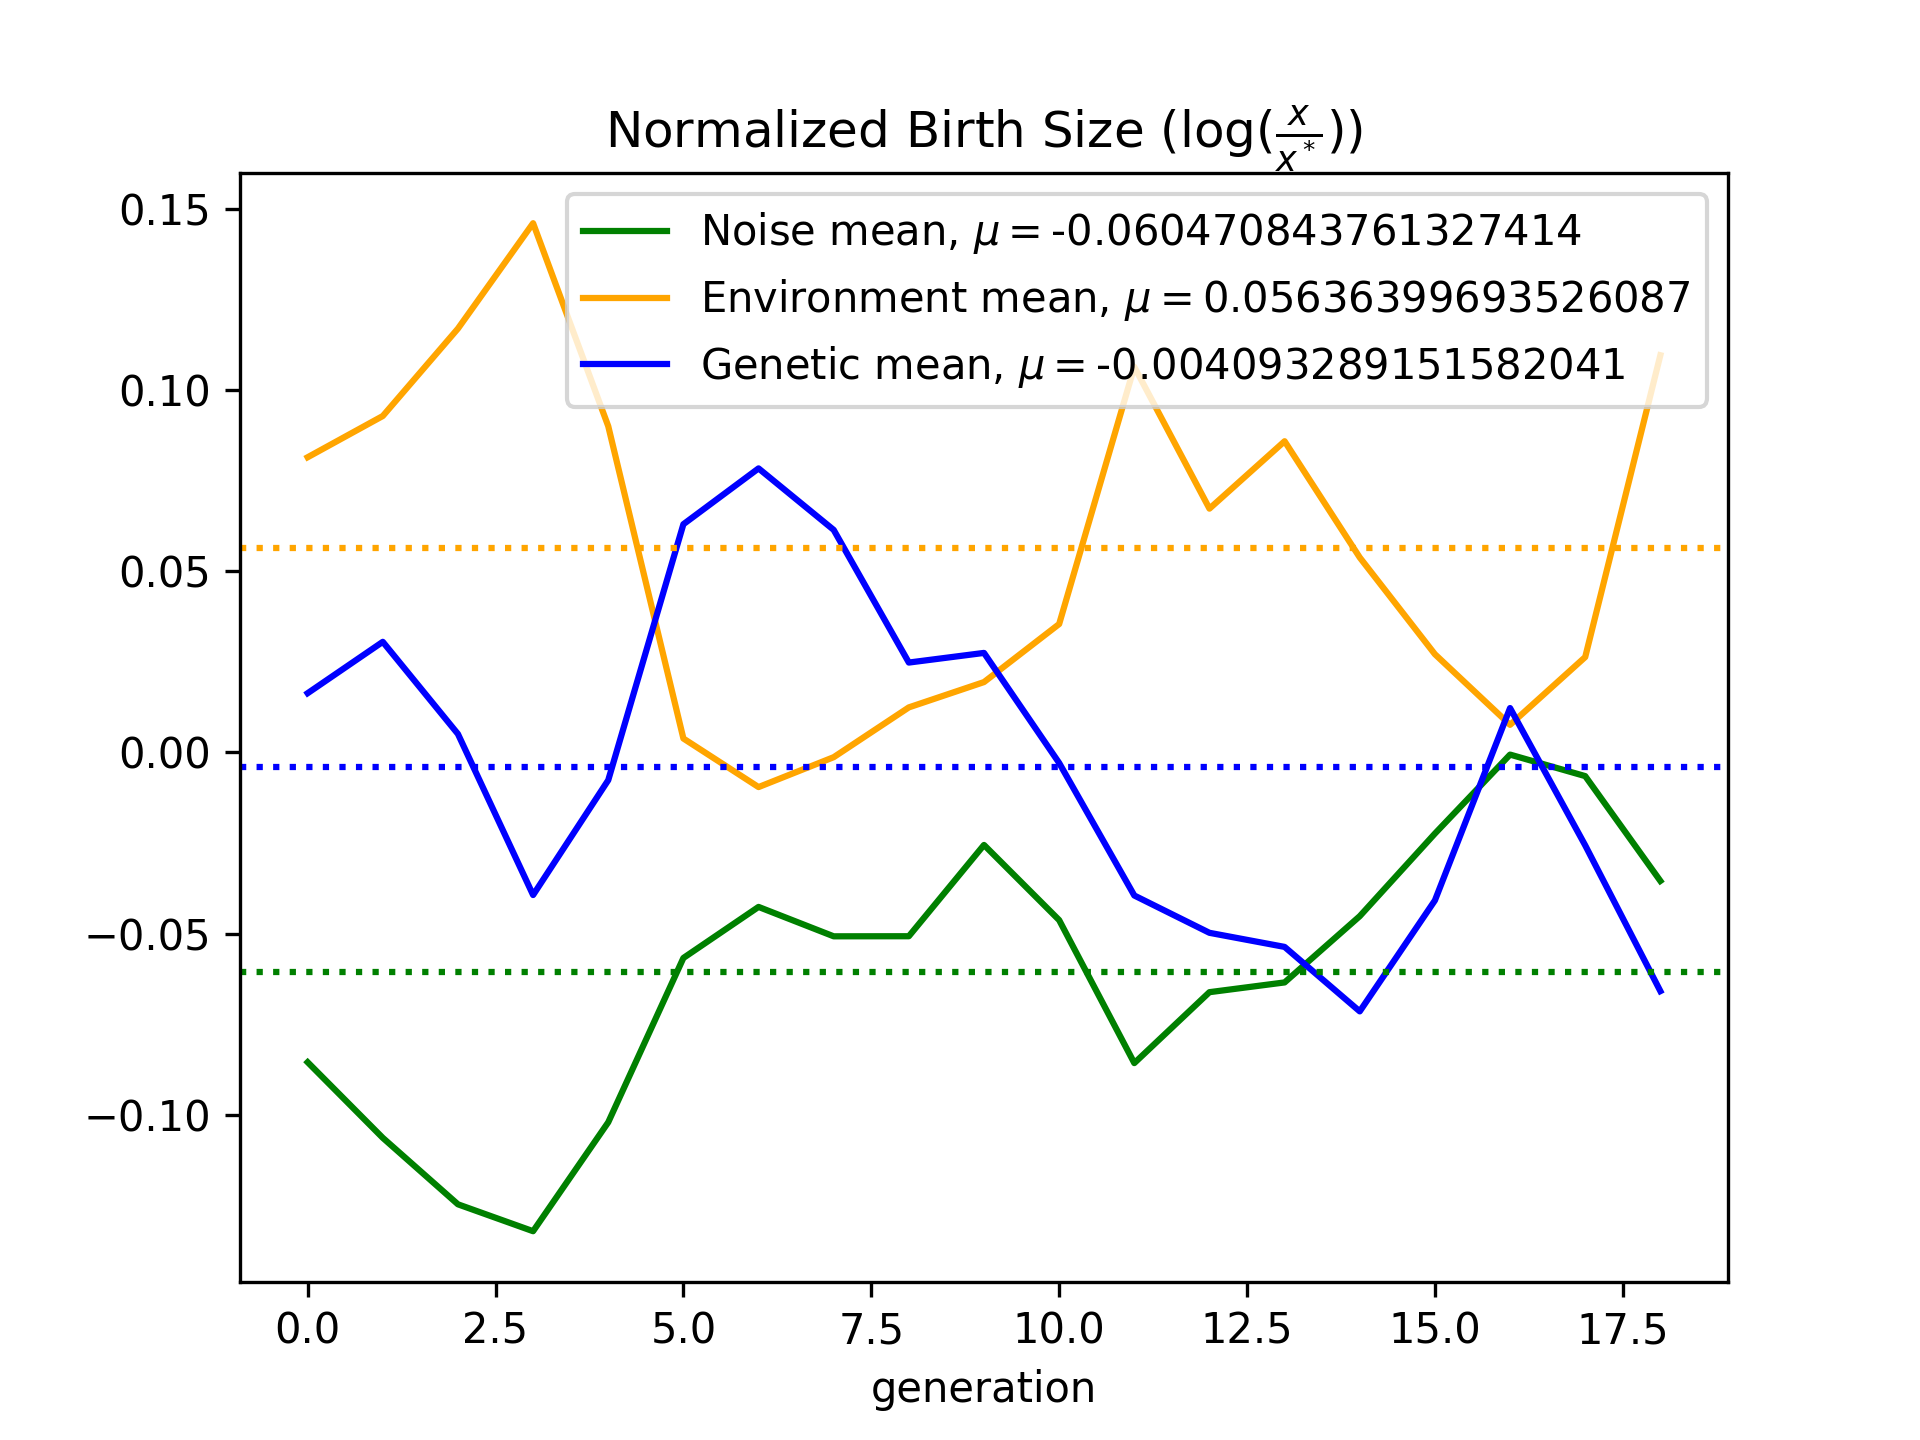 Normalized Birth Size (log(x/x*))
Noise mean, μ = -0.060470843761327414
Environment mean, μ = 0.05636399693526087
Genetic mean, μ = -0.004093289151582041
0.15
0.10
0.05
0.00
−0.05
−0.10
0.0 2.5 5.0 7.5 10.0 12.5 15.0 17.5
generation